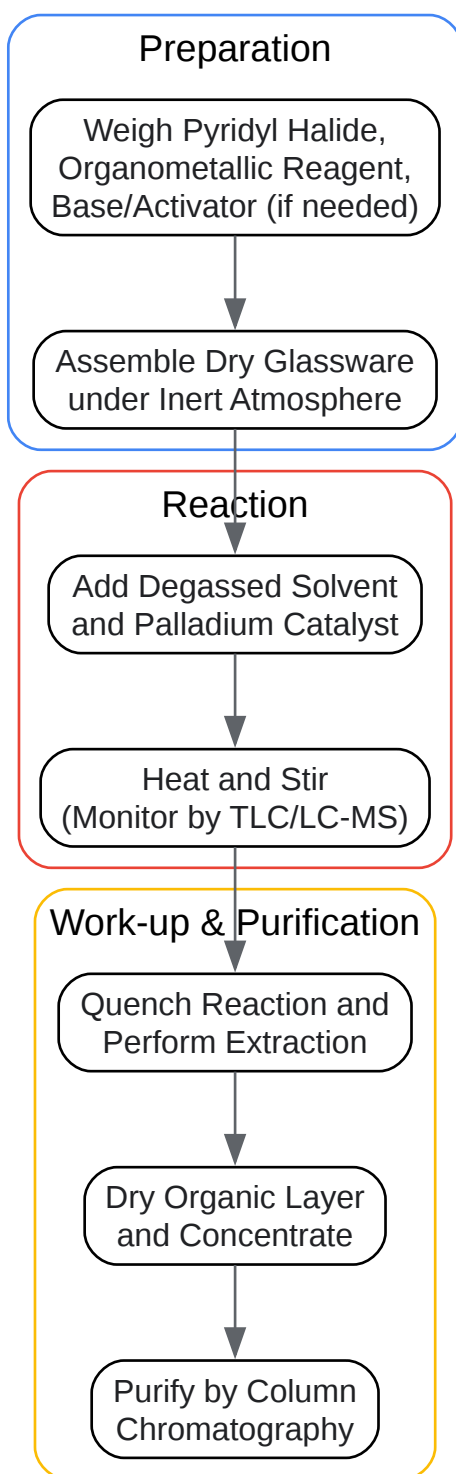 Preparation
Weigh Pyridyl Halide,
Organometallic Reagent,
Base/Activator (if needed)
Assemble Dry Glassware
under Inert Atmosphere
Reaction
Add Degassed Solvent
and Palladium Catalyst
Heat and Stir
(Monitor by TLC/LC-MS)
Work-up & Purification
Quench Reaction and
Perform Extraction
Dry Organic Layer
and Concentrate
Purify by Column
Chromatography